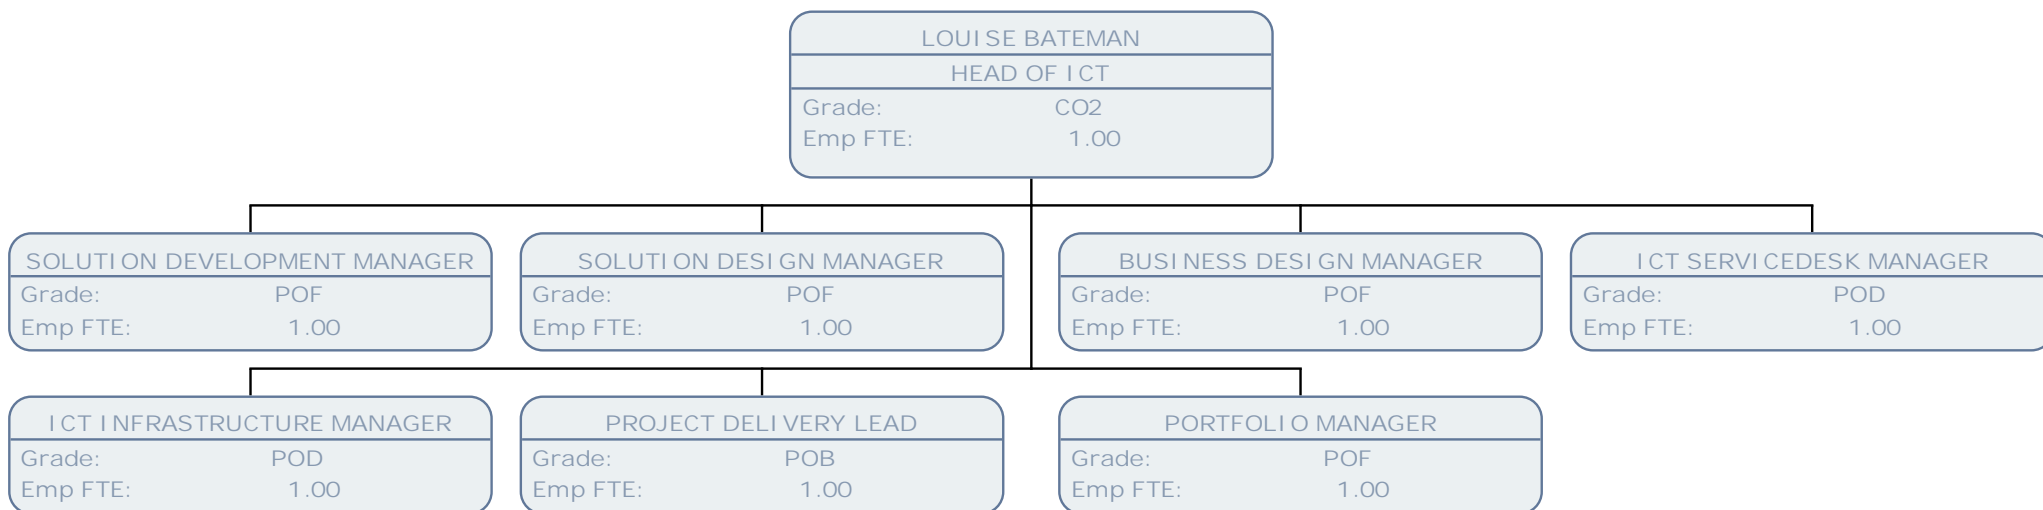 LOUISE BATEMAN
HEAD OF ICT
Grade: CO2
Emp FTE: 1.00
SOLUTION DEVELOPMENT MANAGER
Grade: POF
Emp FTE: 1.00
SOLUTION DESIGN MANAGER
Grade: POF
Emp FTE: 1.00
BUSINESS DESIGN MANAGER
Grade: POF
Emp FTE: 1.00
ICT SERVICEDESK MANAGER
Grade: POD
Emp FTE: 1.00
ICT INFRASTRUCTURE MANAGER
Grade: POD
Emp FTE: 1.00
PROJECT DELIVERY LEAD
Grade: POB
Emp FTE: 1.00
PORTFOLIO MANAGER
Grade: POF
Emp FTE: 1.00